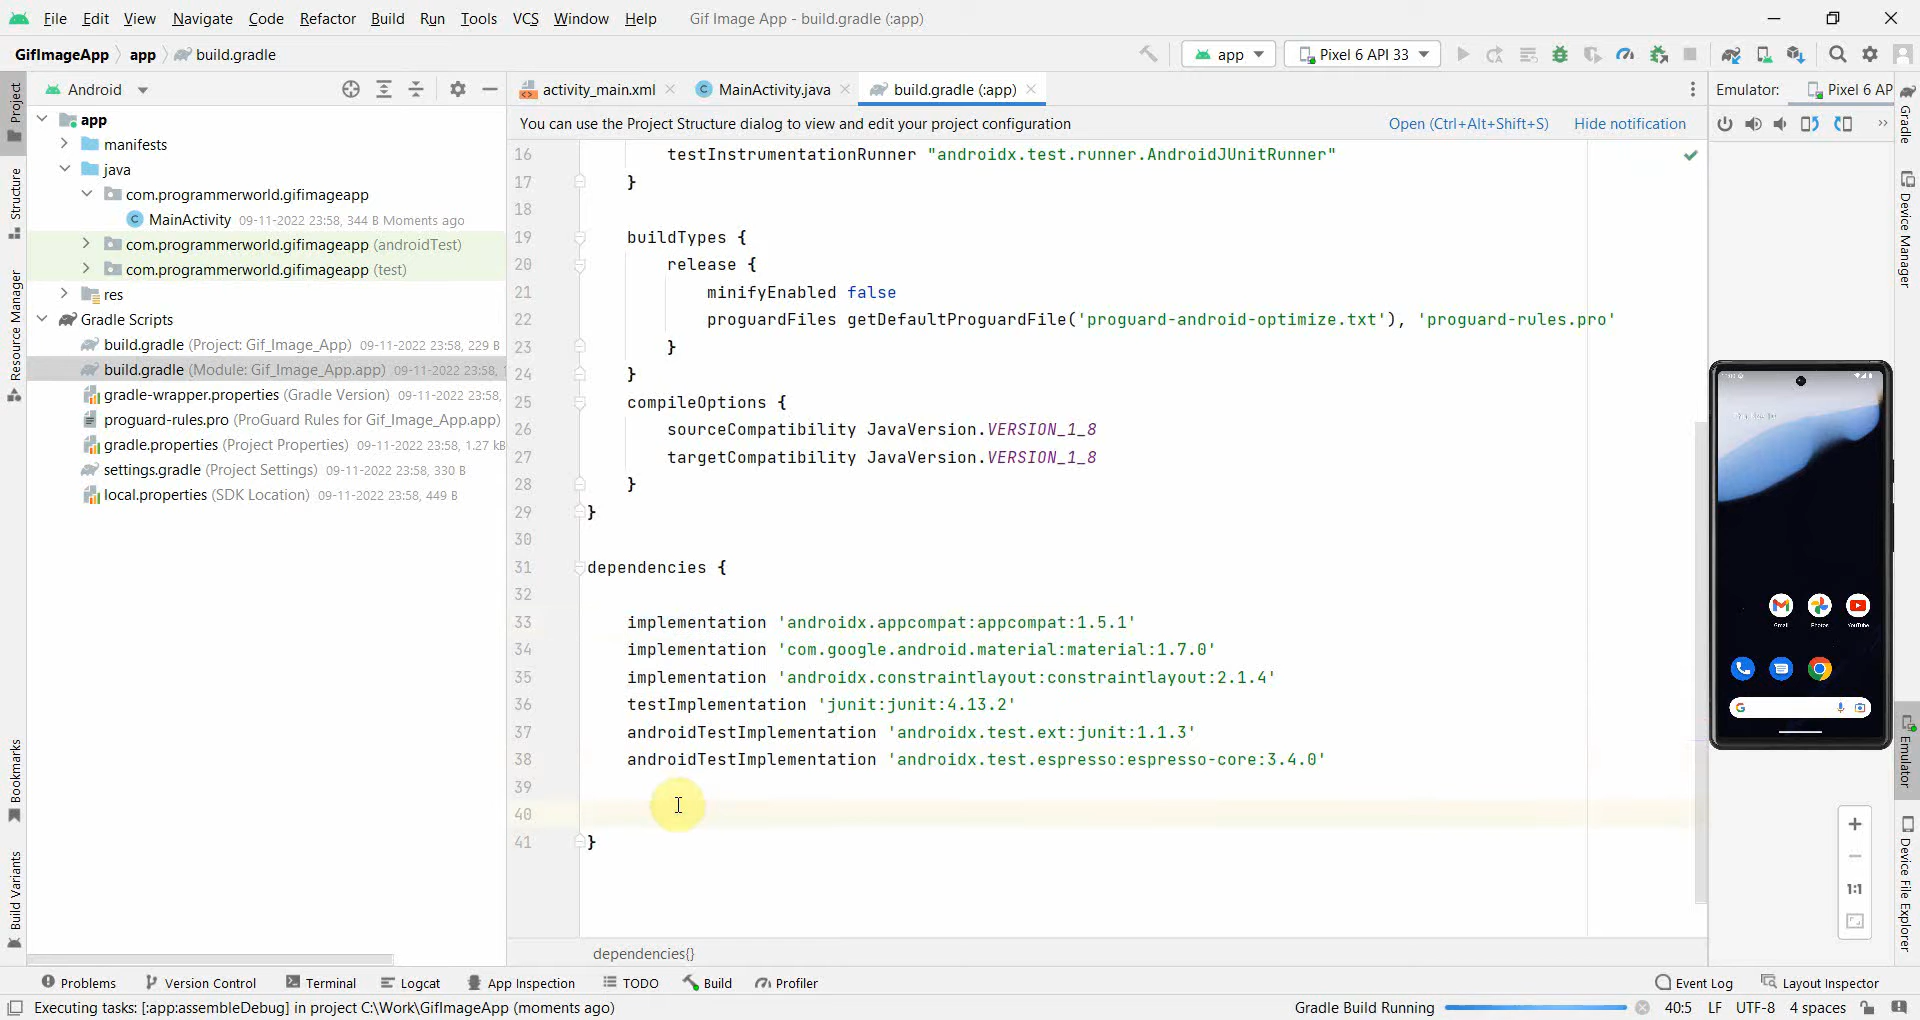 File Edit View Navigate Code Refactor Build Run Tools VCS Window Help Gif Image App - build.gradle (:app)
GifImageApp app build.gradle
app Pixel 6 API 33
Android
activity_main.xml MainActivity.java build.gradle (:app)
Emulator: Pixel 6 AP
You can use the Project Structure dialog to view and edit your project configuration Open (Ctrl+Alt+Shift+S) Hide notification
Project
Structure
Resource Manager
Bookmarks
Build Variants
app
manifests
java
com.programmerworld.gifimageapp
MainActivity 09-11-2022 23:58, 344 B Moments ago
com.programmerworld.gifimageapp (androidTest)
com.programmerworld.gifimageapp (test)
res
Gradle Scripts
build.gradle (Project: Gif_Image_App) 09-11-2022 23:58, 229 B
build.gradle (Module: Gif_Image_App.app) 09-11-2022 23:58, 1
gradle-wrapper.properties (Gradle Version) 09-11-2022 23:58,
proguard-rules.pro (ProGuard Rules for Gif_Image_App.app)
gradle.properties (Project Properties) 09-11-2022 23:58, 1.27 kB
settings.gradle (Project Settings) 09-11-2022 23:58, 330 B
local.properties (SDK Location) 09-11-2022 23:58, 449 B
16 testInstrumentationRunner "androidx.test.runner.AndroidJUnitRunner"
17 }
18
19 buildTypes {
20 release {
21 minifyEnabled false
22 proguardFiles getDefaultProguardFile('proguard-android-optimize.txt'), 'proguard-rules.pro'
23 }
24 }
25 compileOptions {
26 sourceCompatibility JavaVersion.VERSION_1_8
27 targetCompatibility JavaVersion.VERSION_1_8
28 }
29 }
30
31 dependencies {
32
33 implementation 'androidx.appcompat:appcompat:1.5.1'
34 implementation 'com.google.android.material:material:1.7.0'
35 implementation 'androidx.constraintlayout:constraintlayout:2.1.4'
36 testImplementation 'junit:junit:4.13.2'
37 androidTestImplementation 'androidx.test.ext:junit:1.1.3'
38 androidTestImplementation 'androidx.test.espresso:espresso-core:3.4.0'
39
40
41 }
dependencies{}
Gmail Photos YouTube
1:1
Gradle
Device Manager
Emulator
Device File Explorer
Problems Version Control Terminal Logcat App Inspection TODO Build Profiler Event Log Layout Inspector
Executing tasks: [:app:assembleDebug] in project C:\Work\GifImageApp (moments ago) Gradle Build Running 40:5 LF UTF-8 4 spaces